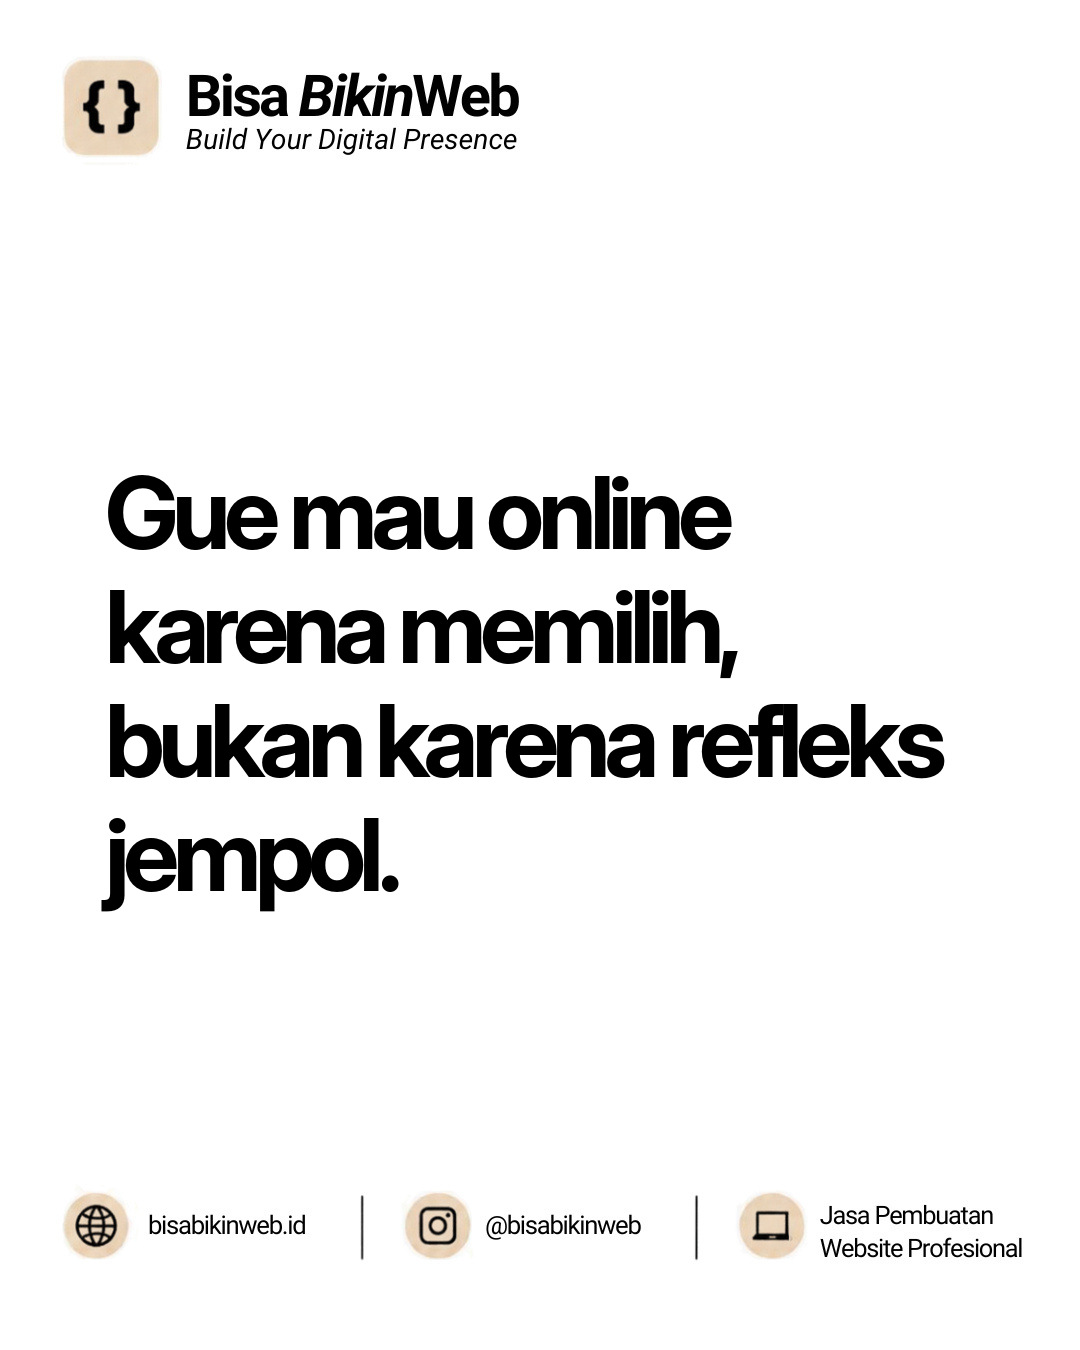 { }
Bisa BikinWeb
Build Your Digital Presence
Gue mau online
karena memilih,
bukan karena refleks
jempol.
bisabikinweb.id
@bisabikinweb
Jasa Pembuatan
Website Profesional